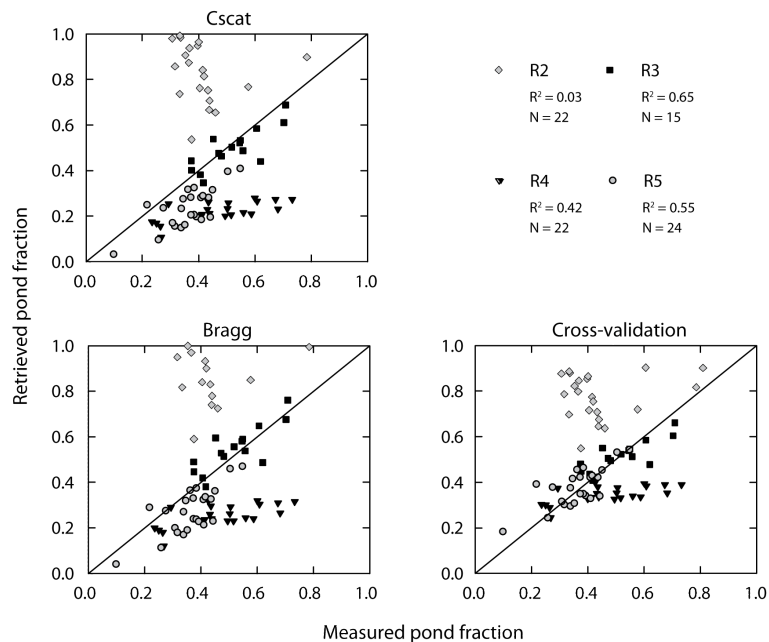 Cscat
1.0
0.8
0.6
0.4
0.2
0.0
0.0 0.2 0.4 0.6 0.8 1.0
R2 R3
R² = 0.03 R² = 0.65
N = 22 N = 15
R4 R5
R² = 0.42 R² = 0.55
N = 22 N = 24
Retrieved pond fraction
Bragg
1.0
0.8
0.6
0.4
0.2
0.0
0.0 0.2 0.4 0.6 0.8 1.0
Cross-validation
1.0
0.8
0.6
0.4
0.2
0.0
0.0 0.2 0.4 0.6 0.8 1.0
Measured pond fraction